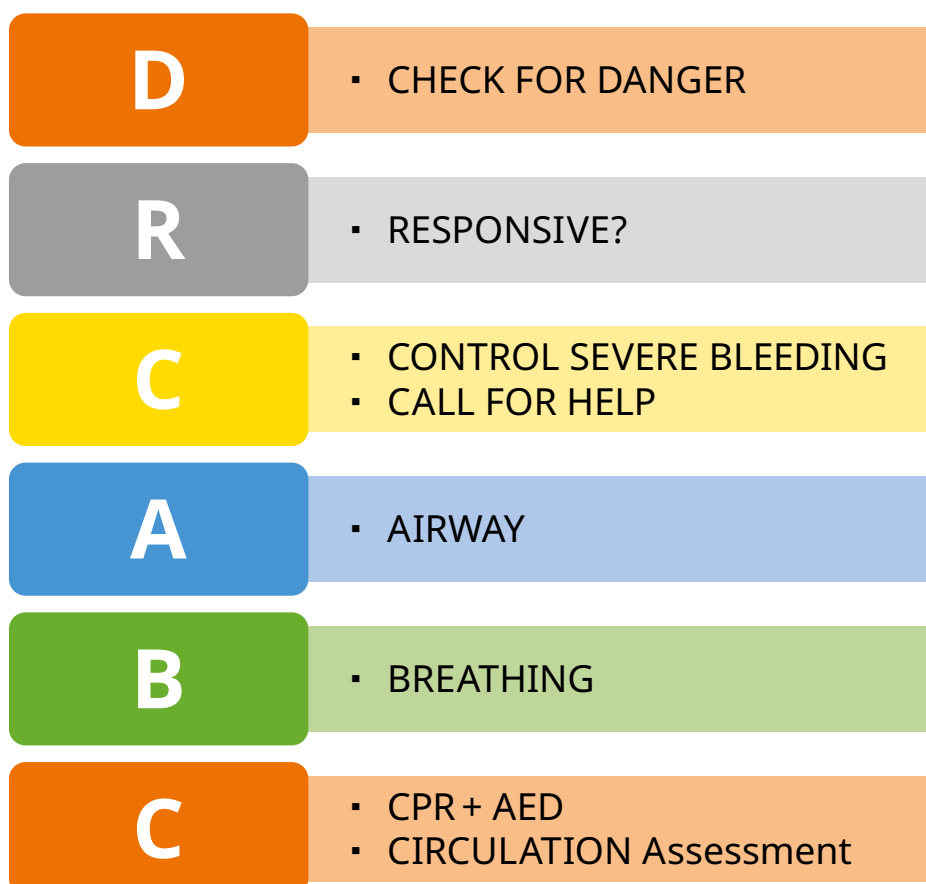 D
▪ CHECK FOR DANGER
R
▪ RESPONSIVE?
C
▪ CONTROL SEVERE BLEEDING
▪ CALL FOR HELP
A
▪ AIRWAY
B
▪ BREATHING
C
▪ CPR + AED
▪ CIRCULATION Assessment